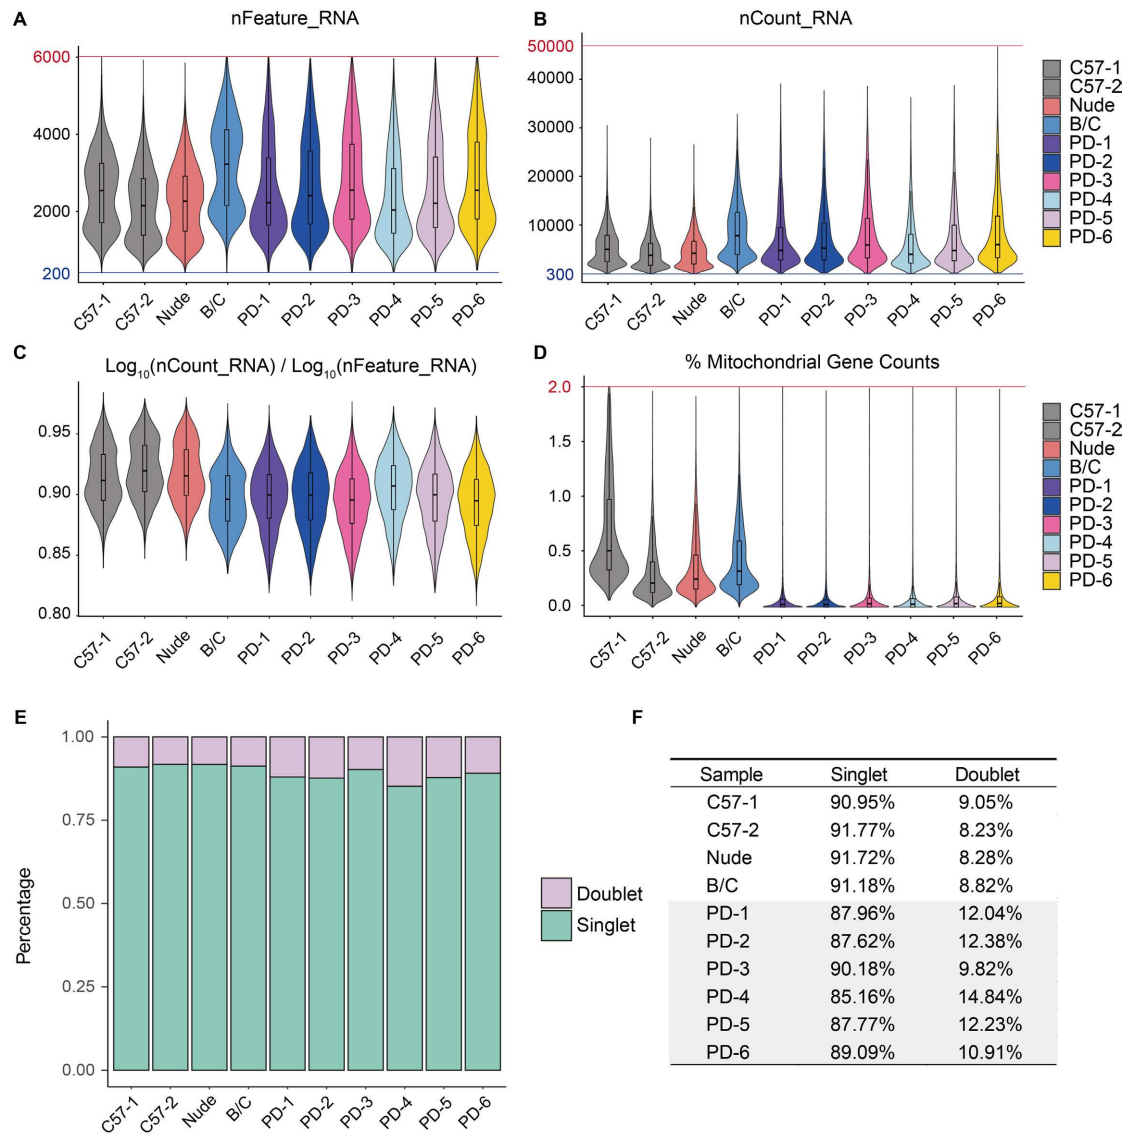 A
nFeature_RNA
6000
4000
2000
200
C57-1
C57-2
Nude
B/C
PD-1
PD-2
PD-3
PD-4
PD-5
PD-6
B
nCount_RNA
50000
40000
30000
20000
10000
300
C57-1
C57-2
Nude
B/C
PD-1
PD-2
PD-3
PD-4
PD-5
PD-6
C57-1
C57-2
Nude
B/C
PD-1
PD-2
PD-3
PD-4
PD-5
PD-6
C
Log10(nCount_RNA) / Log10(nFeature_RNA)
0.95
0.90
0.85
0.80
C57-1
C57-2
Nude
B/C
PD-1
PD-2
PD-3
PD-4
PD-5
PD-6
D
% Mitochondrial Gene Counts
2.0
1.5
1.0
0.5
0.0
C57-1
C57-2
Nude
B/C
PD-1
PD-2
PD-3
PD-4
PD-5
PD-6
C57-1
C57-2
Nude
B/C
PD-1
PD-2
PD-3
PD-4
PD-5
PD-6
E
Percentage
1.00
0.75
0.50
0.25
0.00
C57-1
C57-2
Nude
B/C
PD-1
PD-2
PD-3
PD-4
PD-5
PD-6
Doublet
Singlet
F
Sample Singlet Doublet
C57-1 90.95% 9.05%
C57-2 91.77% 8.23%
Nude 91.72% 8.28%
B/C 91.18% 8.82%
PD-1 87.96% 12.04%
PD-2 87.62% 12.38%
PD-3 90.18% 9.82%
PD-4 85.16% 14.84%
PD-5 87.77% 12.23%
PD-6 89.09% 10.91%